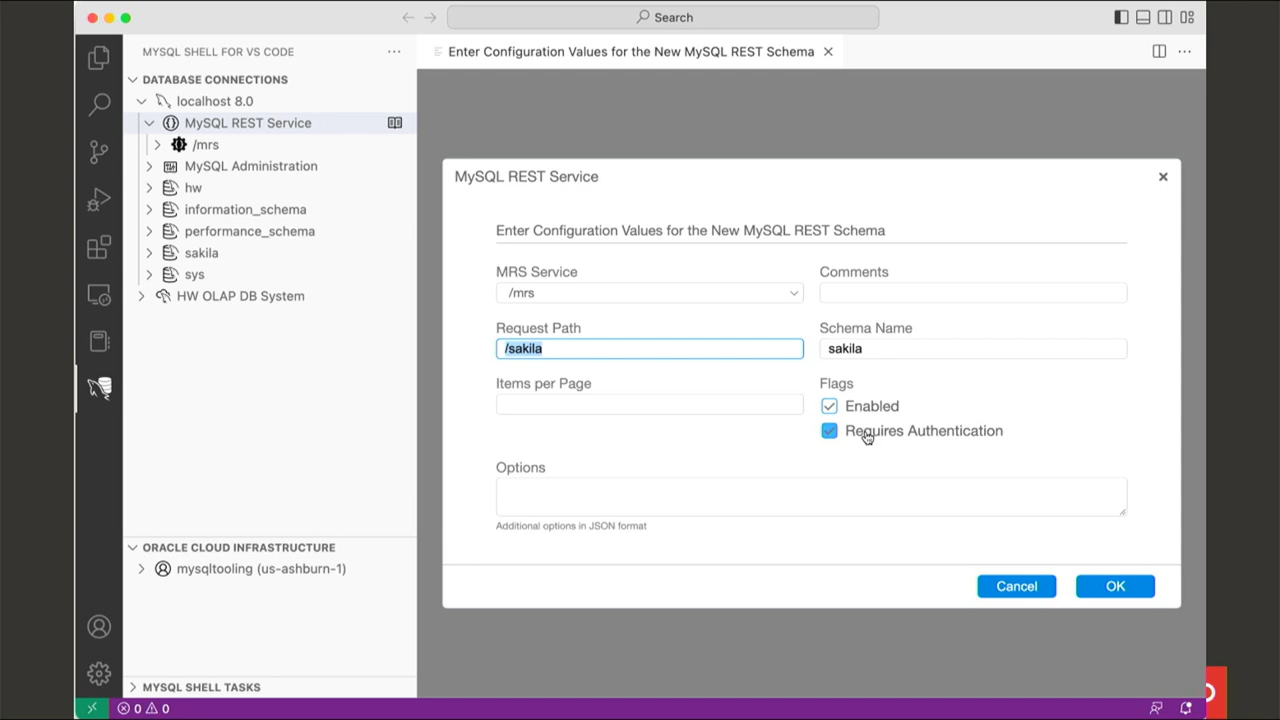 Search
MYSQL SHELL FOR VS CODE
Enter Configuration Values for the New MySQL REST Schema
DATABASE CONNECTIONS
localhost 8.0
MySQL REST Service
/mrs
MySQL Administration
hw
information_schema
performance_schema
sakila
sys
HW OLAP DB System
MySQL REST Service
Enter Configuration Values for the New MySQL REST Schema
MRS Service
Comments
/mrs
Request Path
Schema Name
/sakila
sakila
Items per Page
Flags
Enabled
Requires Authentication
Options
Additional options in JSON format
Cancel
OK
ORACLE CLOUD INFRASTRUCTURE
mysqltooling (us-ashburn-1)
MYSQL SHELL TASKS
0 0